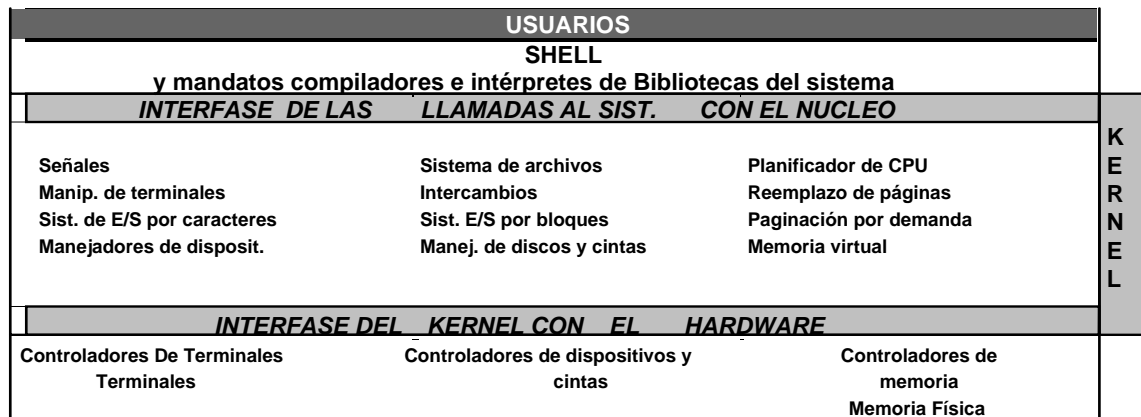 USUARIOS
SHELL
y mandatos compiladores e intérpretes de Bibliotecas del sistema
INTERFASE DE LAS LLAMADAS AL SIST. CON EL NUCLEO
Señales Sistema de archivos Planificador de CPU
Manip. de terminales Intercambios Reemplazo de páginas
Sist. de E/S por caracteres Sist. E/S por bloques Paginación por demanda
Manejadores de disposit. Manej. de discos y cintas Memoria virtual
K
E
R
N
E
L
INTERFASE DEL KERNEL CON EL HARDWARE
Controladores De Terminales Controladores de dispositivos y Controladores de
Terminales cintas memoria
Memoria Física